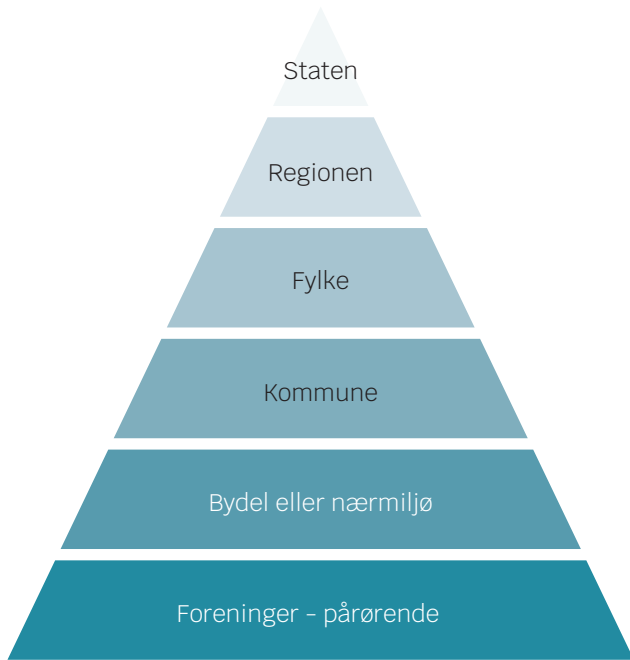 Staten
Regionen
Fylke
Kommune
Bydel eller nærmiljø
Foreninger - pårørende